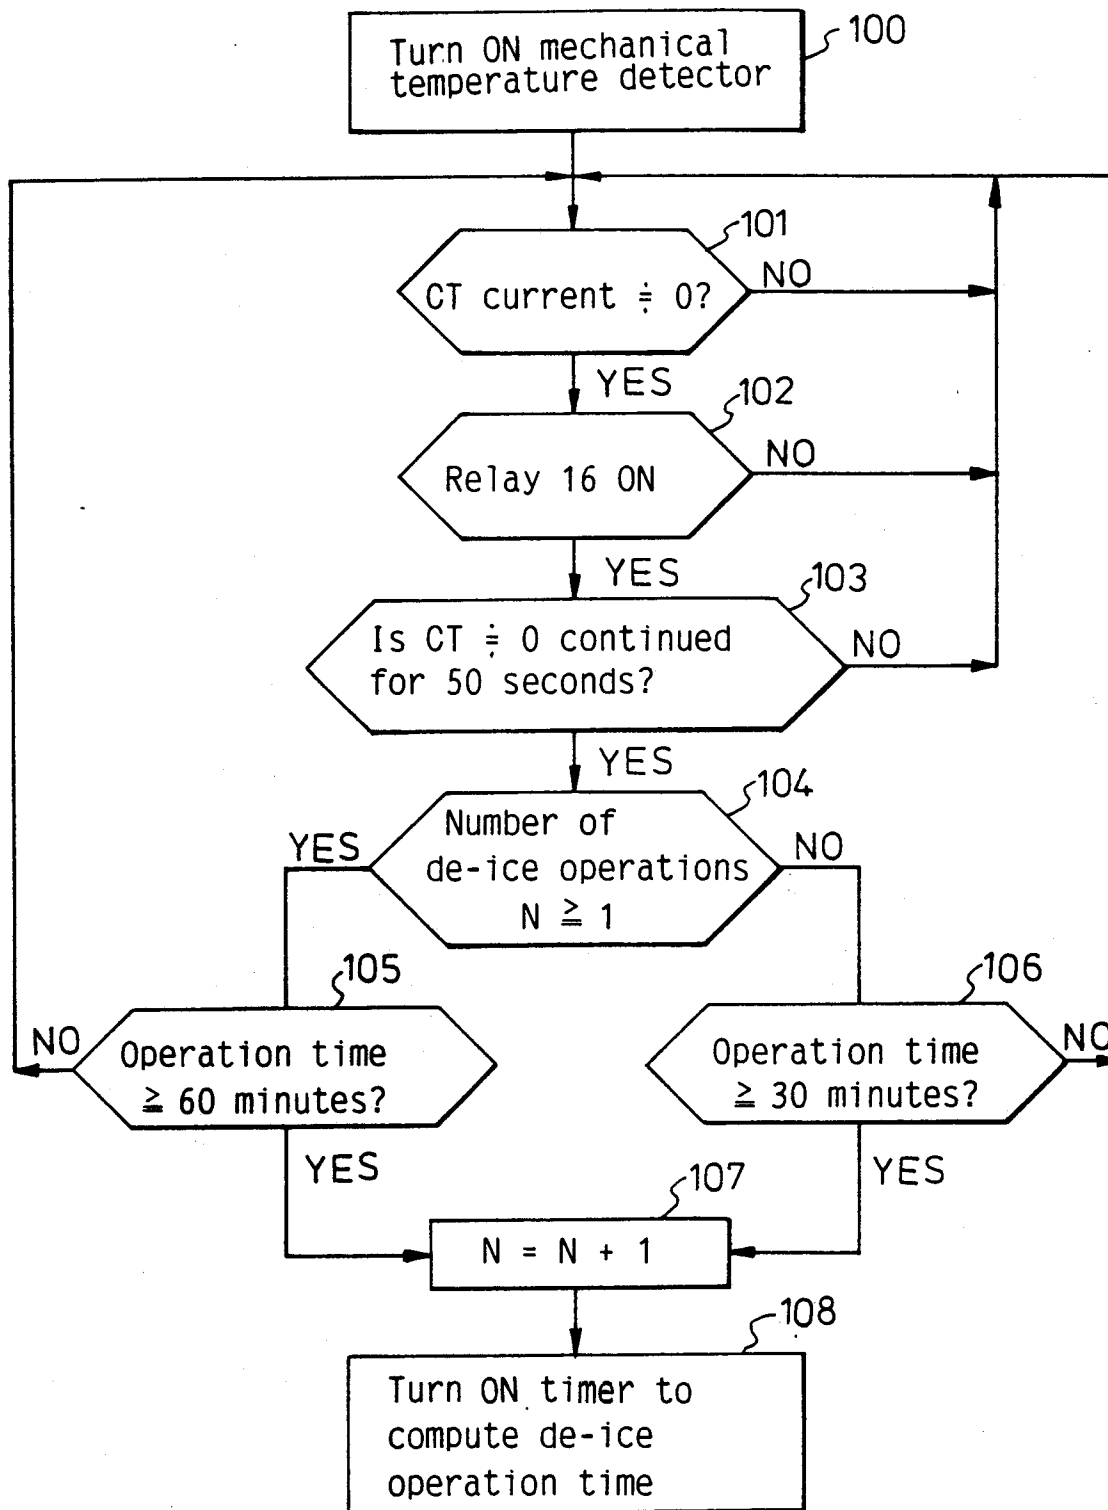 100
Turn ON mechanical
temperature detector
101
CT current ≒ 0?
NO
YES
102
Relay 16 ON
NO
YES
103
Is CT ≒ 0 continued
for 50 seconds?
NO
YES
104
Number of
de-ice operations
N ≧ 1
YES
NO
105
Operation time
≧ 60 minutes?
NO
YES
106
Operation time
≧ 30 minutes?
NO
YES
107
N = N + 1
108
Turn ON timer to
compute de-ice
operation time